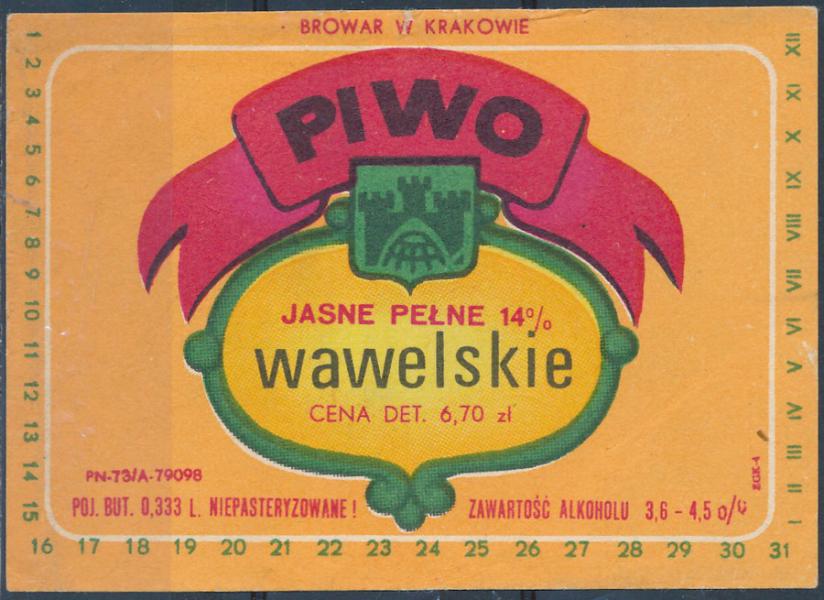 BROWAR W KRAKOWIE
PIWO
JASNE PEŁNE 14%
wawelskie
CENA DET. 6,70 zł
PN-73/A-79098
POJ. BUT. 0,333 L. NIEPASTERYZOWANE!
ZAWARTOŚĆ ALKOHOLU 3,6 – 4,5 o/o
ZGK-4
1 2 3 4 5 6 7 8 9 10 11 12 13 14 15
16 17 18 19 20 21 22 23 24 25 26 27 28 29 30 31
I II III IV V VI VII VIII IX X XI XII